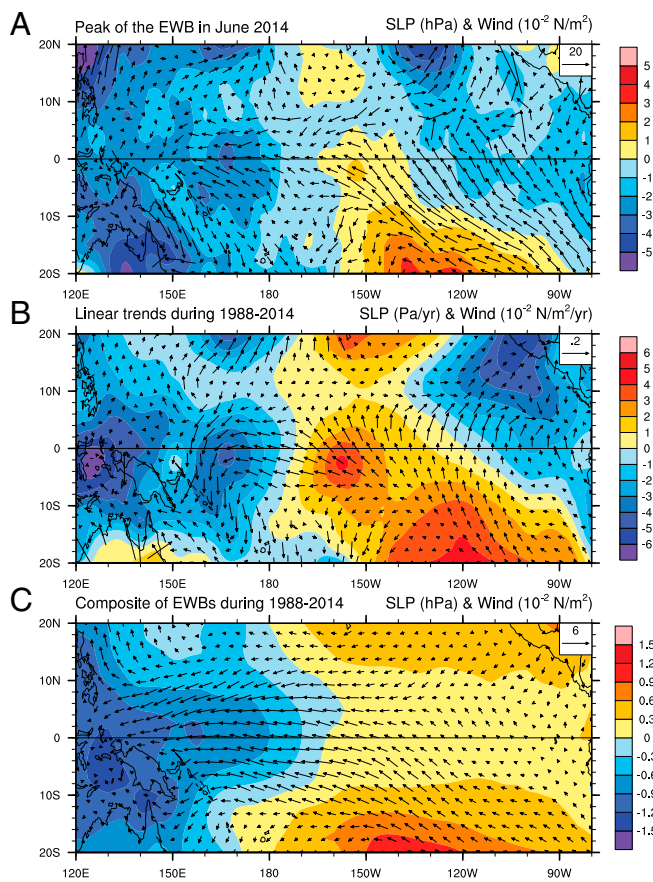 A Peak of the EWB in June 2014 SLP (hPa) & Wind (10⁻² N/m²)
20N
20
10N
0
10S
20S
120E 150E 180 150W 120W 90W
5
4
3
2
1
0
-1
-2
-3
-4
-5
B Linear trends during 1988-2014 SLP (Pa/yr) & Wind (10⁻² N/m²/yr)
20N
.2
10N
0
10S
20S
120E 150E 180 150W 120W 90W
6
5
4
3
2
1
0
-1
-2
-3
-4
-5
-6
C Composite of EWBs during 1988-2014 SLP (hPa) & Wind (10⁻² N/m²)
20N
6
10N
0
10S
20S
120E 150E 180 150W 120W 90W
1.5
1.2
0.9
0.6
0.3
0
-0.3
-0.6
-0.9
-1.2
-1.5